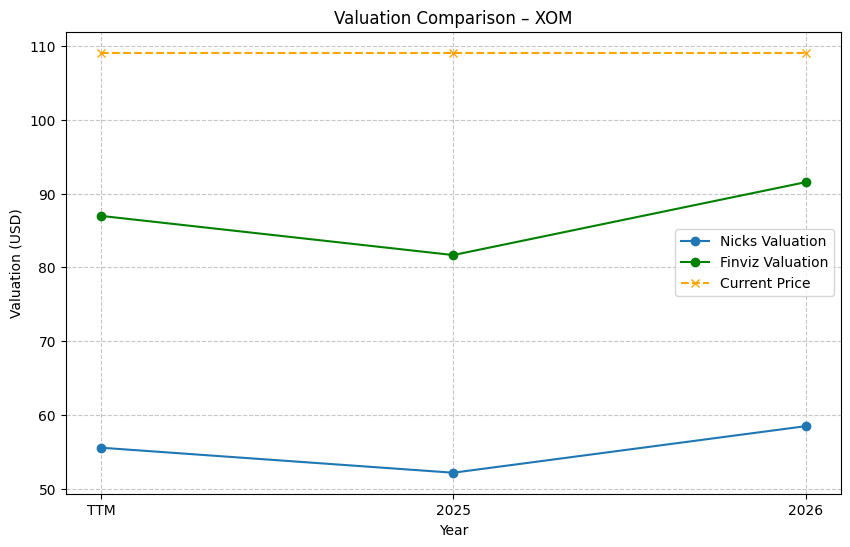 Valuation Comparison – XOM
Valuation (USD)
110
100
90
80
70
60
50
Nicks Valuation
Finviz Valuation
Current Price
TTM
2025
2026
Year